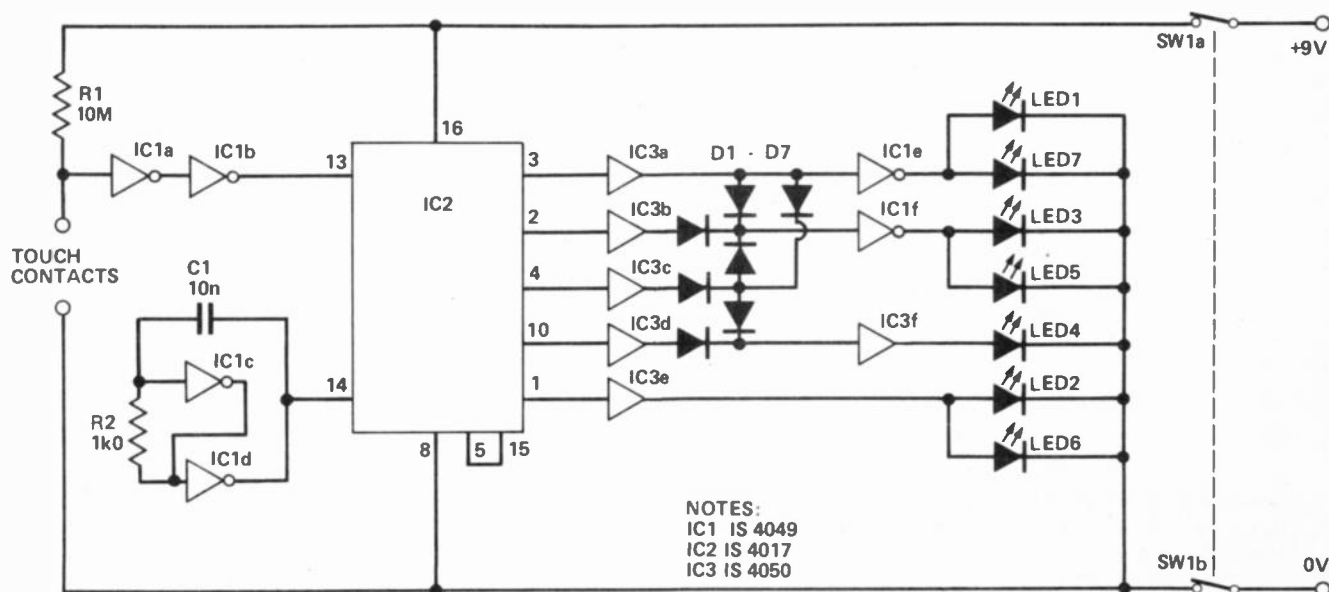 SW1a
+9V
R1
10M
IC1a
IC1b
13
16
IC2
3
2
4
10
1
14
8
5
15
TOUCH
CONTACTS
C1
10n
IC1c
R2
1k0
IC1d
IC3a
IC3b
IC3c
IC3d
IC3e
D1 - D7
IC1e
IC1f
IC3f
LED1
LED7
LED3
LED5
LED4
LED2
LED6
NOTES:
IC1 IS 4049
IC2 IS 4017
IC3 IS 4050
SW1b
0V